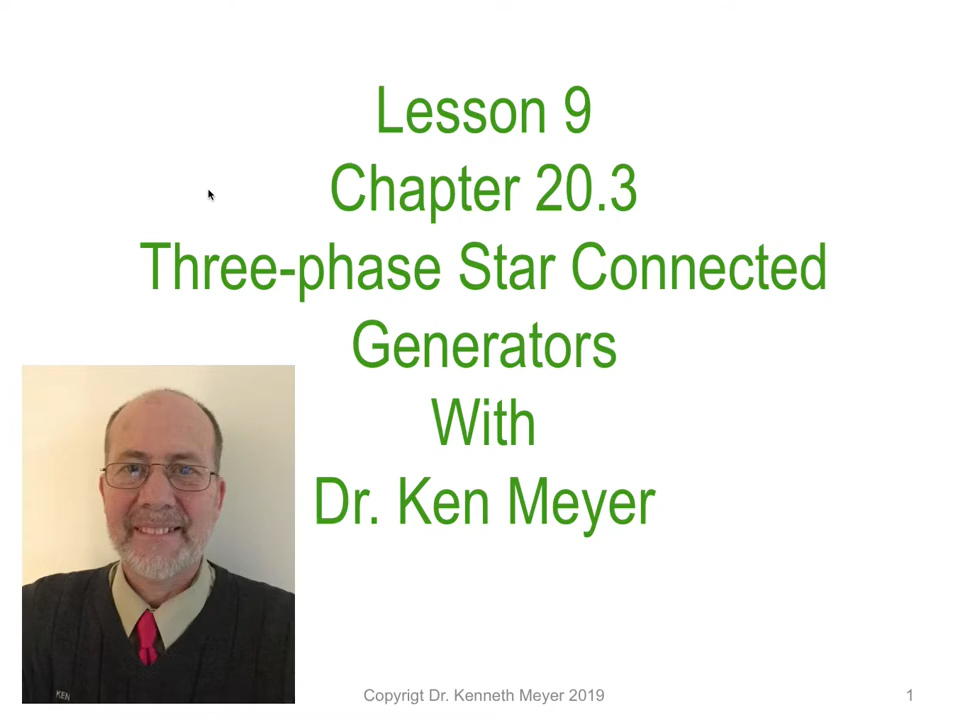 Lesson 9
Chapter 20.3
Three-phase Star Connected
Generators
With
Dr. Ken Meyer
KEN
Copyrigt Dr. Kenneth Meyer 2019
1